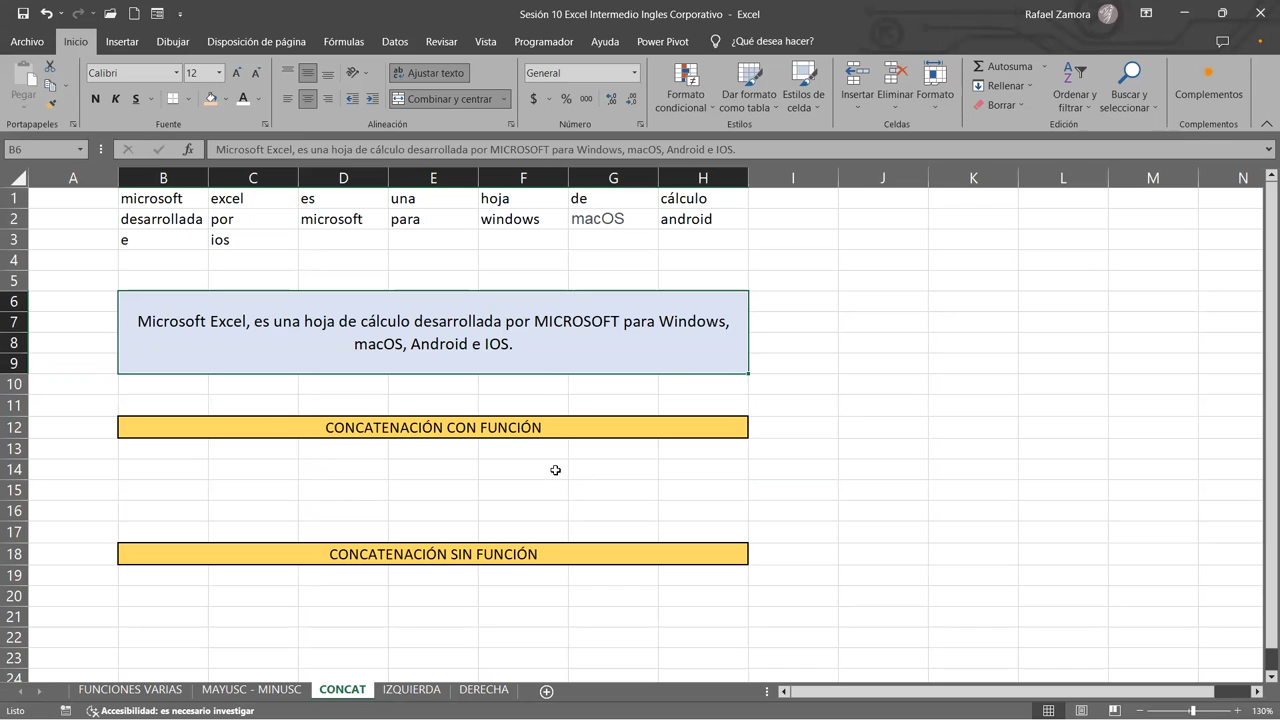 Sesión 10 Excel Intermedio Ingles Corporativo - Excel
Rafael Zamora
Archivo Inicio Insertar Dibujar Disposición de página Fórmulas Datos Revisar Vista Programador Ayuda Power Pivot ¿Qué desea hacer?
Pegar
Portapapeles
Calibri 12
N K S
Fuente
Ajustar texto
Combinar y centrar
Alineación
General
$ % 000
Número
Formato condicional
Dar formato como tabla
Estilos de celda
Estilos
Insertar Eliminar Formato
Celdas
Autosuma
Rellenar
Borrar
Ordenar y filtrar
Buscar y seleccionar
Edición
Complementos
Complementos
B6 fx Microsoft Excel, es una hoja de cálculo desarrollada por MICROSOFT para Windows, macOS, Android e IOS.
A B C D E F G H I J K L M N
1 microsoft excel es una hoja de cálculo
2 desarrollada por microsoft para windows macOS android
3 e ios
4
5
6
7 Microsoft Excel, es una hoja de cálculo desarrollada por MICROSOFT para Windows,
8 macOS, Android e IOS.
9
10
11
12 CONCATENACIÓN CON FUNCIÓN
13
14
15
16
17
18 CONCATENACIÓN SIN FUNCIÓN
19
20
21
22
23
24
FUNCIONES VARIAS MAYUSC - MINUSC CONCAT IZQUIERDA DERECHA
Listo Accesibilidad: es necesario investigar 130%